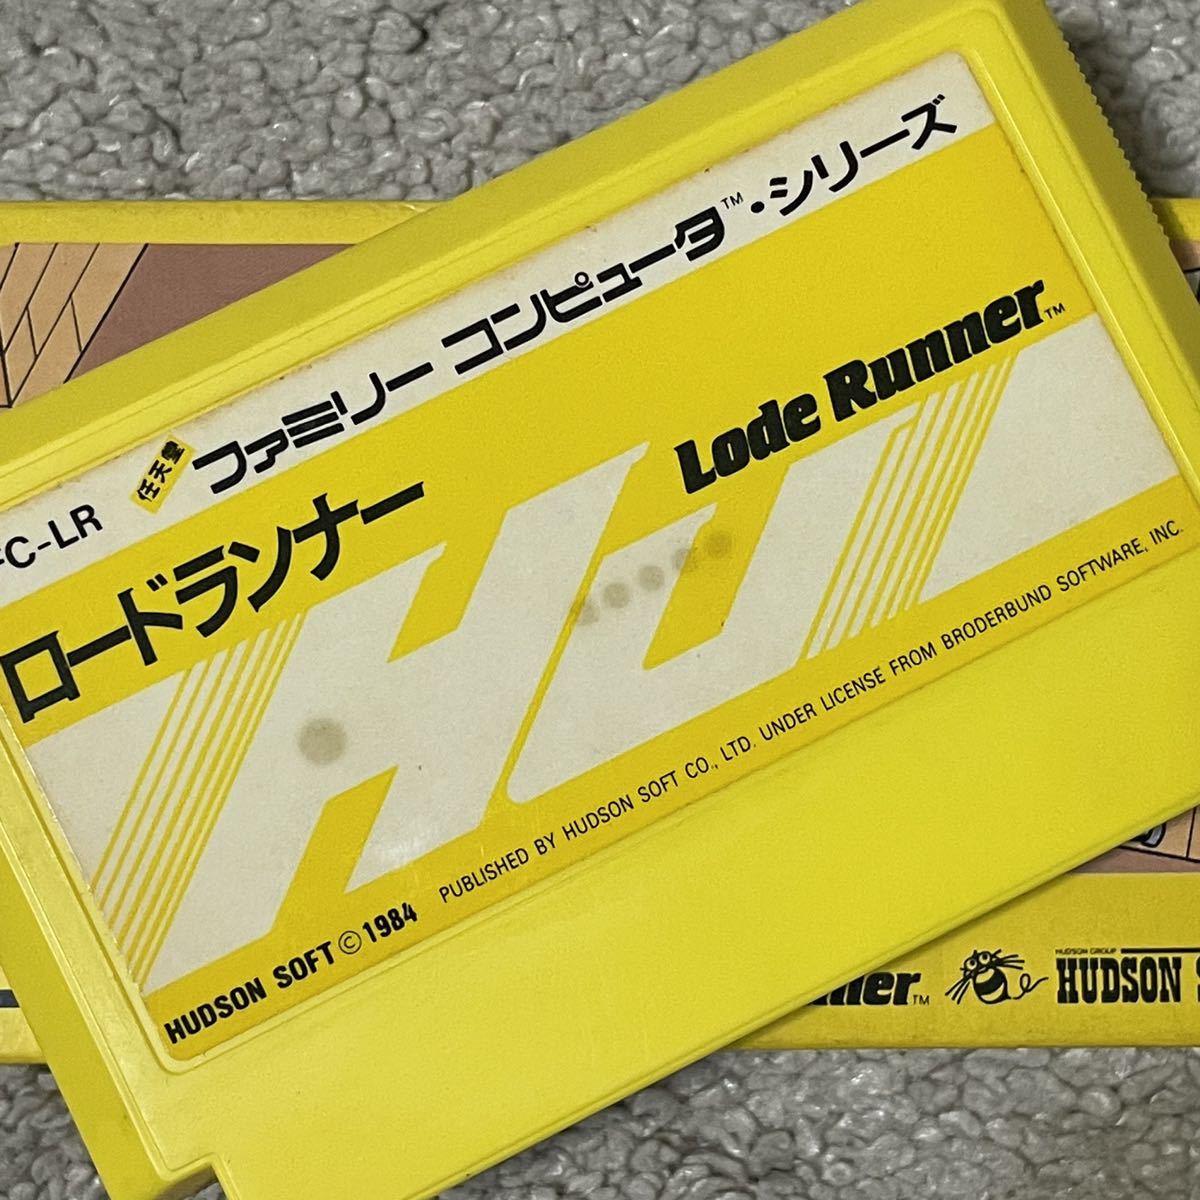 任天堂 ファミリー コンピュータ™・シリーズ
FC-LR
ロードランナー
Lode Runner™
PUBLISHED BY HUDSON SOFT CO., LTD. UNDER LICENSE FROM BRODERBUND SOFTWARE, INC.
HUDSON SOFT © 1984
HUDSON GROUP
HUDSON